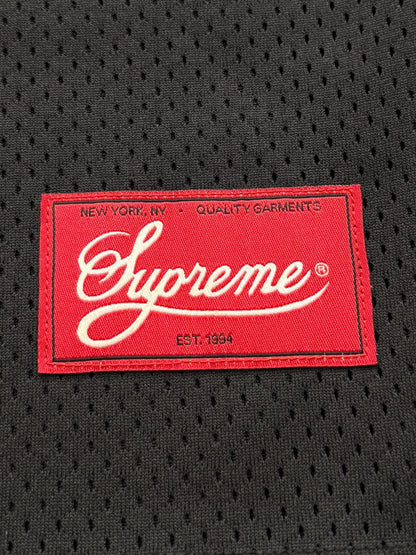 NEW YORK, NY - QUALITY GARMENTS
Supreme®
EST. 1994